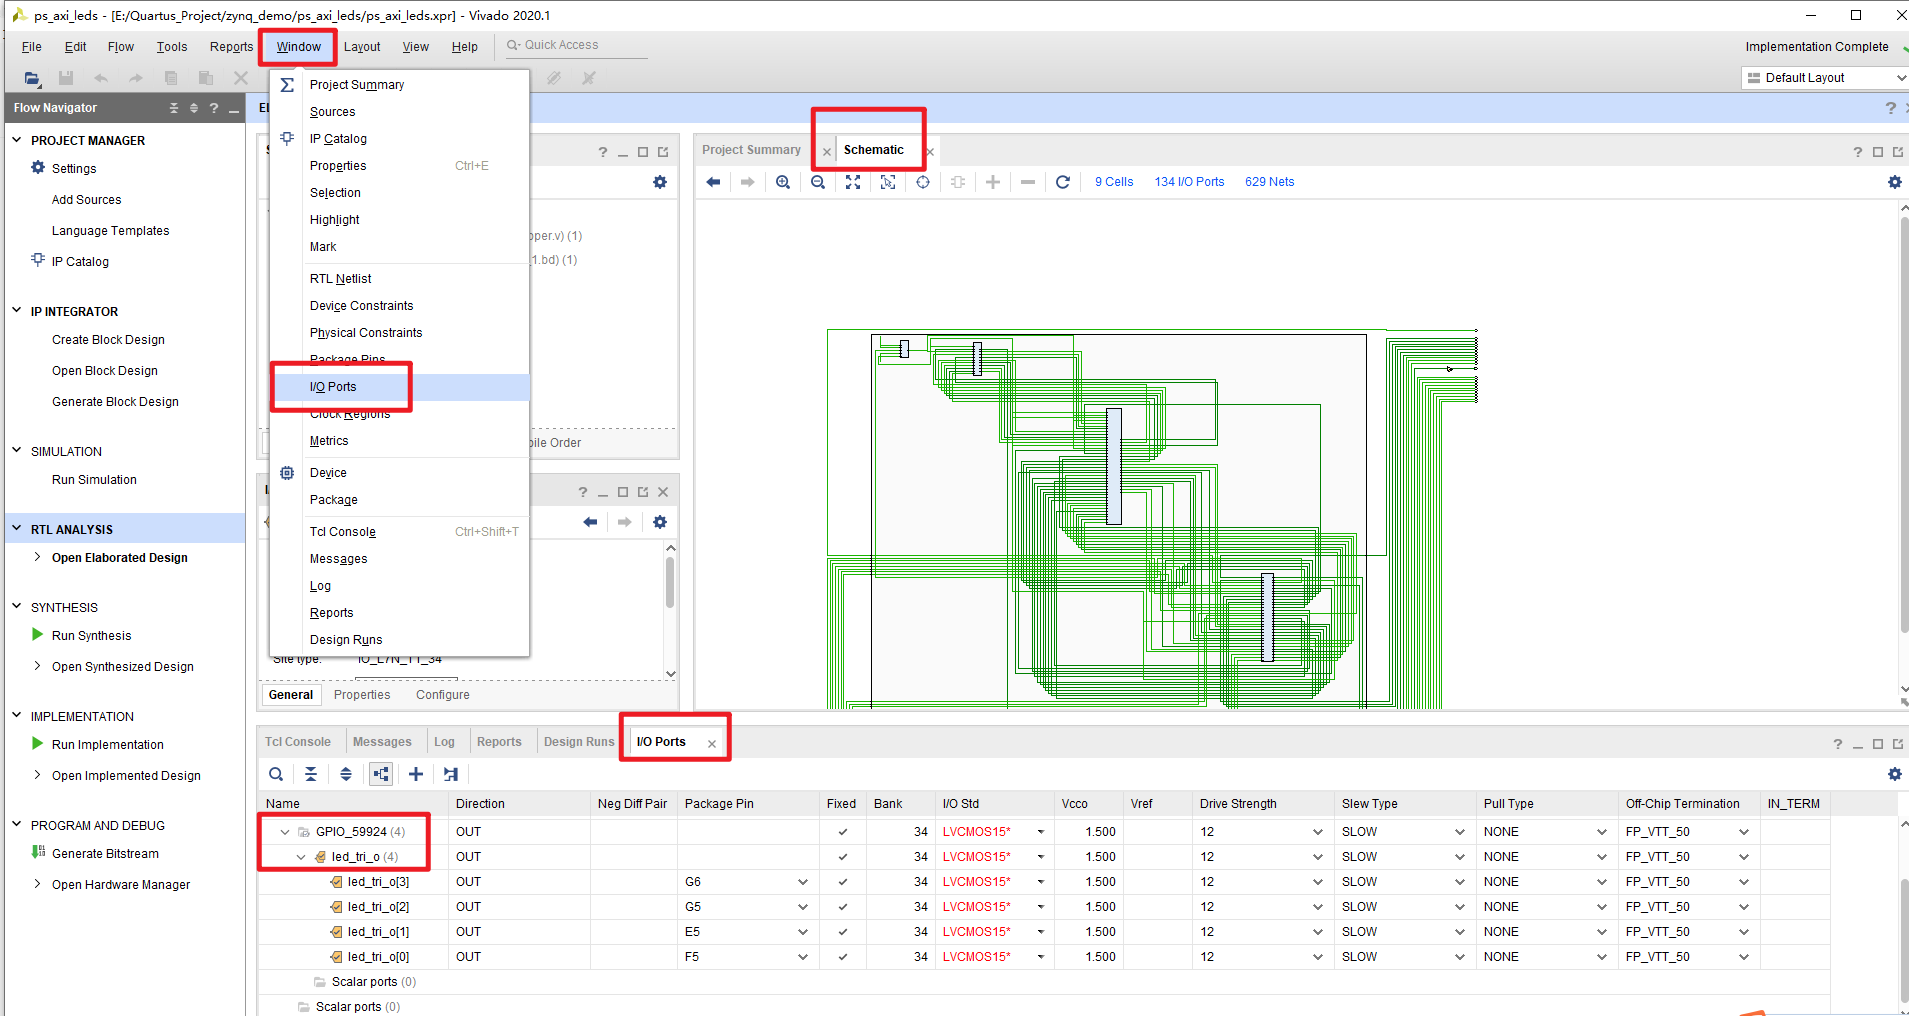 ps_axi_leds - [E:/Quartus_Project/zynq_demo/ps_axi_leds/ps_axi_leds.xpr] - Vivado 2020.1
File Edit Flow Tools Reports Window Layout View Help Quick Access
Implementation Complete
Default Layout
Flow Navigator
PROJECT MANAGER
Settings
Add Sources
Language Templates
IP Catalog
IP INTEGRATOR
Create Block Design
Open Block Design
Generate Block Design
SIMULATION
Run Simulation
RTL ANALYSIS
Open Elaborated Design
SYNTHESIS
Run Synthesis
Open Synthesized Design
IMPLEMENTATION
Run Implementation
Open Implemented Design
PROGRAM AND DEBUG
Generate Bitstream
Open Hardware Manager
Project Summary
Sources
IP Catalog
Properties Ctrl+E
Selection
Highlight
Mark
RTL Netlist
Device Constraints
Physical Constraints
Package Pins
I/O Ports
Clock Regions
Metrics
Device
Package
Tcl Console Ctrl+Shift+T
Messages
Log
Reports
Design Runs
El
pper.v) (1)
_1.bd) (1)
pile Order
Site type: IO_L7N_T1_34
General Properties Configure
Project Summary Schematic
9 Cells 134 I/O Ports 629 Nets
Tcl Console Messages Log Reports Design Runs I/O Ports
Name Direction Neg Diff Pair Package Pin Fixed Bank I/O Std Vcco Vref Drive Strength Slew Type Pull Type Off-Chip Termination IN_TERM
GPIO_59924 (4) OUT 34 LVCMOS15* 1.500 12 SLOW NONE FP_VTT_50
led_tri_o (4) OUT 34 LVCMOS15* 1.500 12 SLOW NONE FP_VTT_50
led_tri_o[3] OUT G6 34 LVCMOS15* 1.500 12 SLOW NONE FP_VTT_50
led_tri_o[2] OUT G5 34 LVCMOS15* 1.500 12 SLOW NONE FP_VTT_50
led_tri_o[1] OUT E5 34 LVCMOS15* 1.500 12 SLOW NONE FP_VTT_50
led_tri_o[0] OUT F5 34 LVCMOS15* 1.500 12 SLOW NONE FP_VTT_50
Scalar ports (0)
Scalar ports (0)